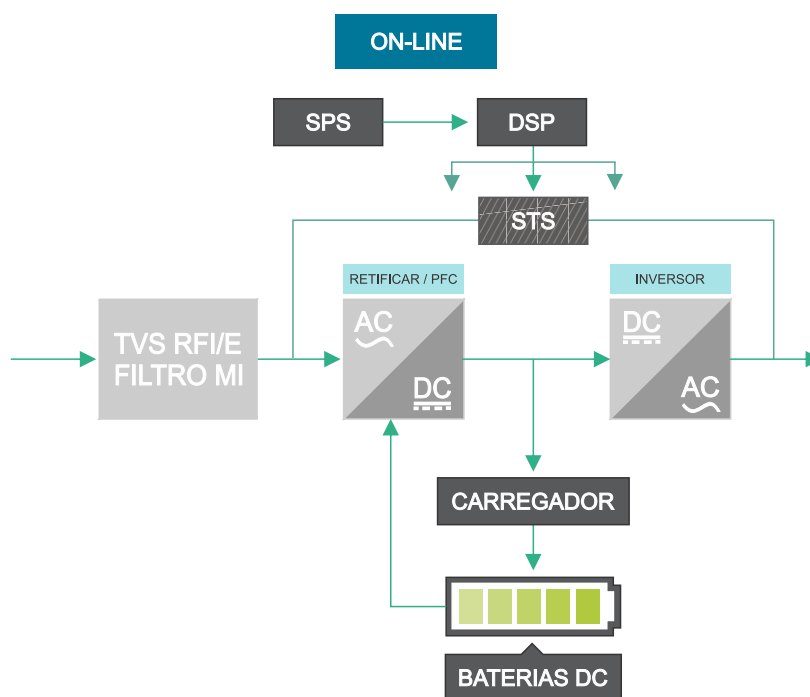 ON-LINE
SPS
DSP
STS
RETIFICAR / PFC
INVERSOR
TVS RFI/E
FILTRO MI
AC
DC
DC
AC
CARREGADOR
BATERIAS DC